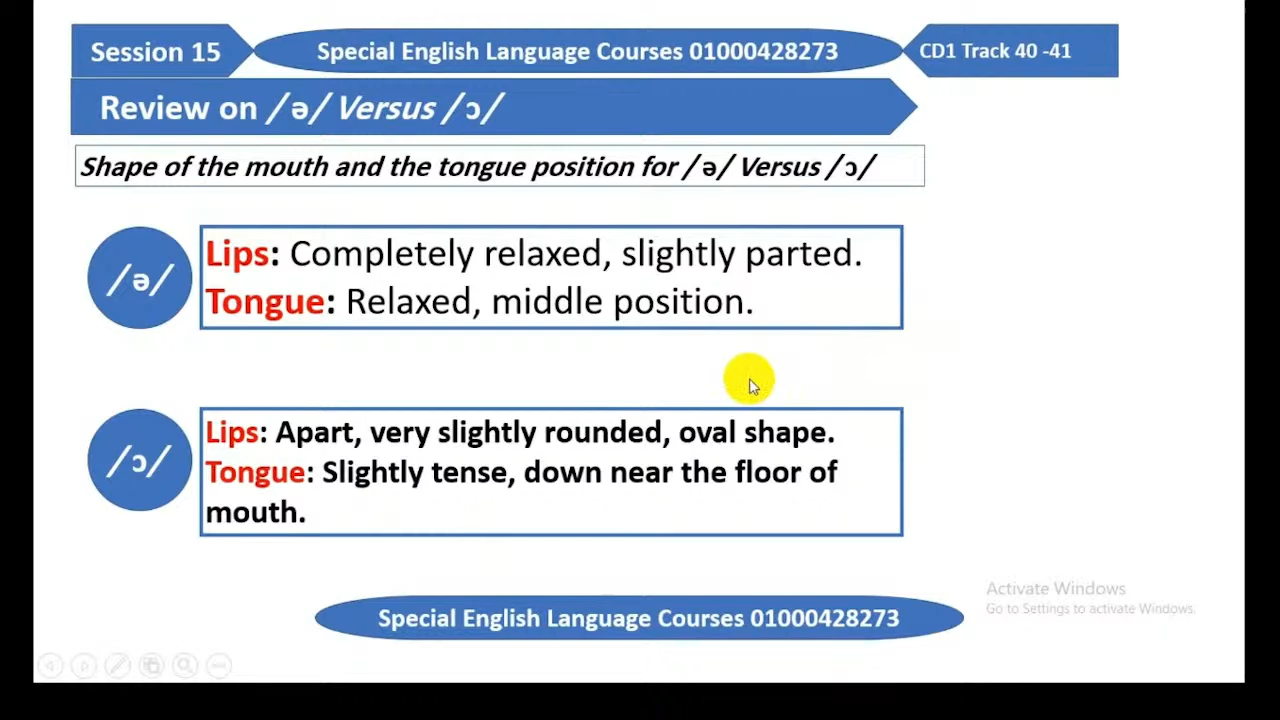 Session 15
Special English Language Courses 01000428273
CD1 Track 40 -41
Review on /ə/ Versus /ɔ/
Shape of the mouth and the tongue position for /ə/ Versus /ɔ/
/ə/
Lips: Completely relaxed, slightly parted.
Tongue: Relaxed, middle position.
/ɔ/
Lips: Apart, very slightly rounded, oval shape.
Tongue: Slightly tense, down near the floor of
mouth.
Activate Windows
Go to Settings to activate Windows.
Special English Language Courses 01000428273